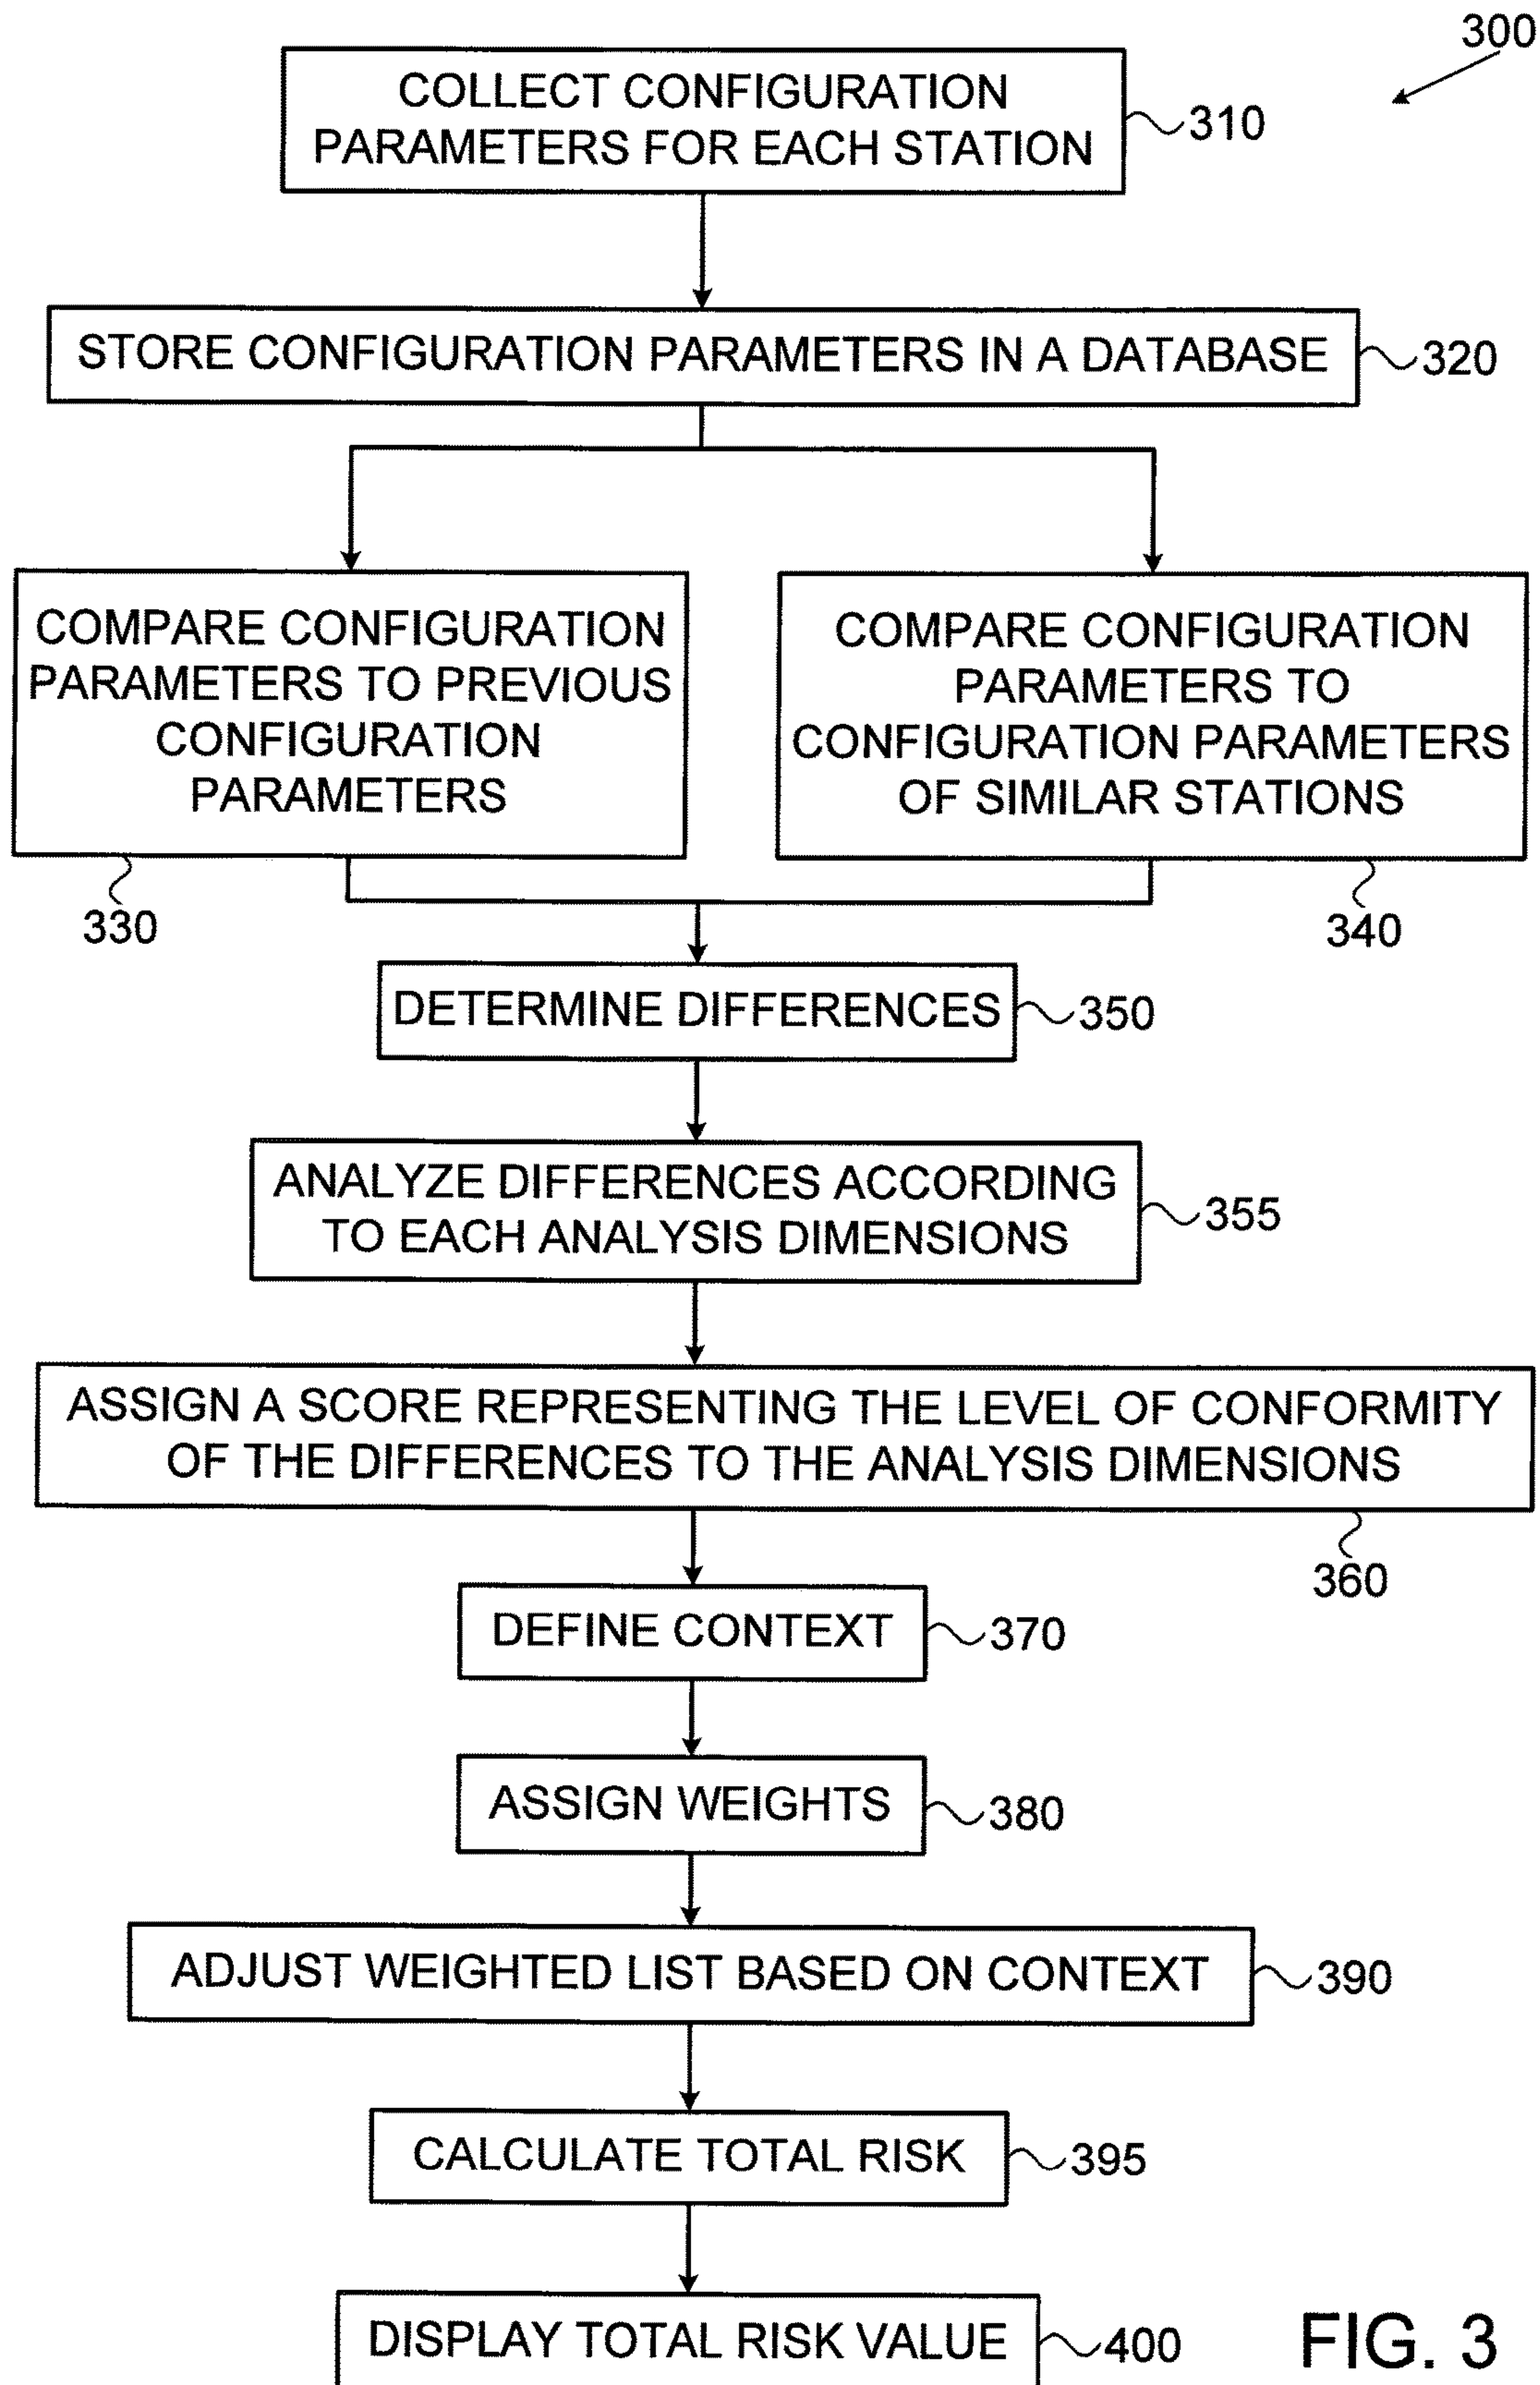 300
COLLECT CONFIGURATION
PARAMETERS FOR EACH STATION
310
STORE CONFIGURATION PARAMETERS IN A DATABASE
320
COMPARE CONFIGURATION
PARAMETERS TO PREVIOUS
CONFIGURATION
PARAMETERS
330
COMPARE CONFIGURATION
PARAMETERS TO
CONFIGURATION PARAMETERS
OF SIMILAR STATIONS
340
DETERMINE DIFFERENCES
350
ANALYZE DIFFERENCES ACCORDING
TO EACH ANALYSIS DIMENSIONS
355
ASSIGN A SCORE REPRESENTING THE LEVEL OF CONFORMITY
OF THE DIFFERENCES TO THE ANALYSIS DIMENSIONS
360
DEFINE CONTEXT
370
ASSIGN WEIGHTS
380
ADJUST WEIGHTED LIST BASED ON CONTEXT
390
CALCULATE TOTAL RISK
395
DISPLAY TOTAL RISK VALUE
400
FIG. 3